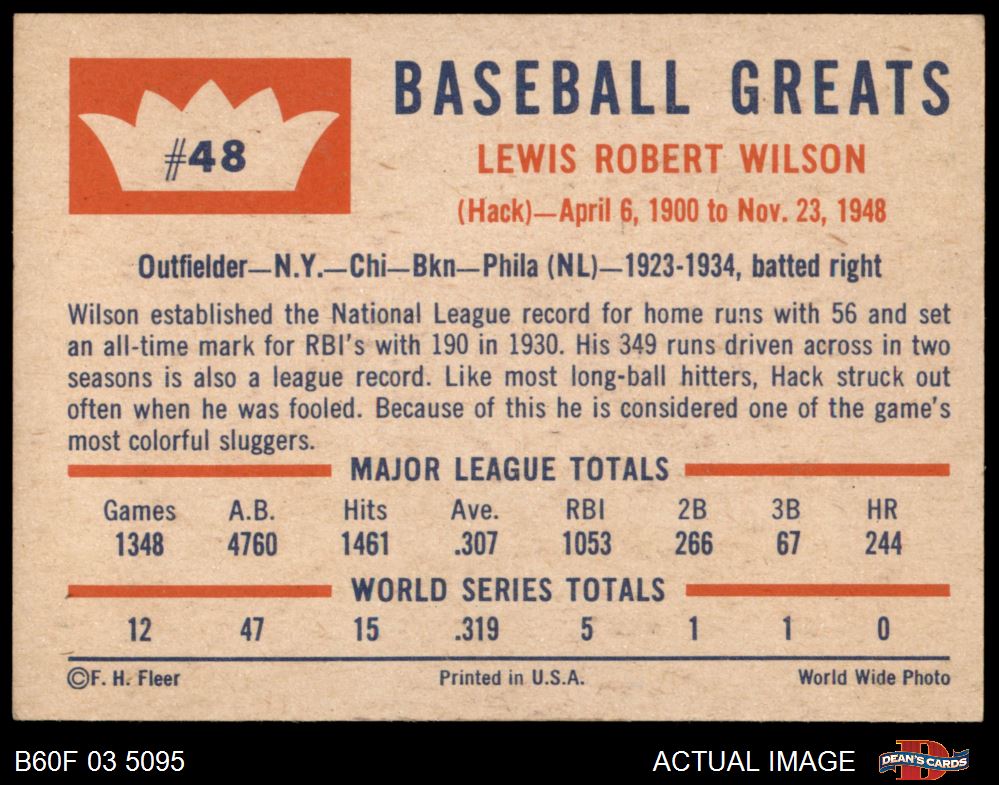 #48
BASEBALL GREATS
LEWIS ROBERT WILSON
(Hack)—April 6, 1900 to Nov. 23, 1948
Outfielder—N.Y.—Chi—Bkn—Phila (NL)—1923-1934, batted right
Wilson established the National League record for home runs with 56 and set
an all-time mark for RBI's with 190 in 1930. His 349 runs driven across in two
seasons is also a league record. Like most long-ball hitters, Hack struck out
often when he was fooled. Because of this he is considered one of the game's
most colorful sluggers.
MAJOR LEAGUE TOTALS
Games A.B. Hits Ave. RBI 2B 3B HR
1348 4760 1461 .307 1053 266 67 244
WORLD SERIES TOTALS
12 47 15 .319 5 1 1 0
©F. H. Fleer Printed in U.S.A. World Wide Photo
B60F 03 5095 ACTUAL IMAGE D DEAN'S CARDS